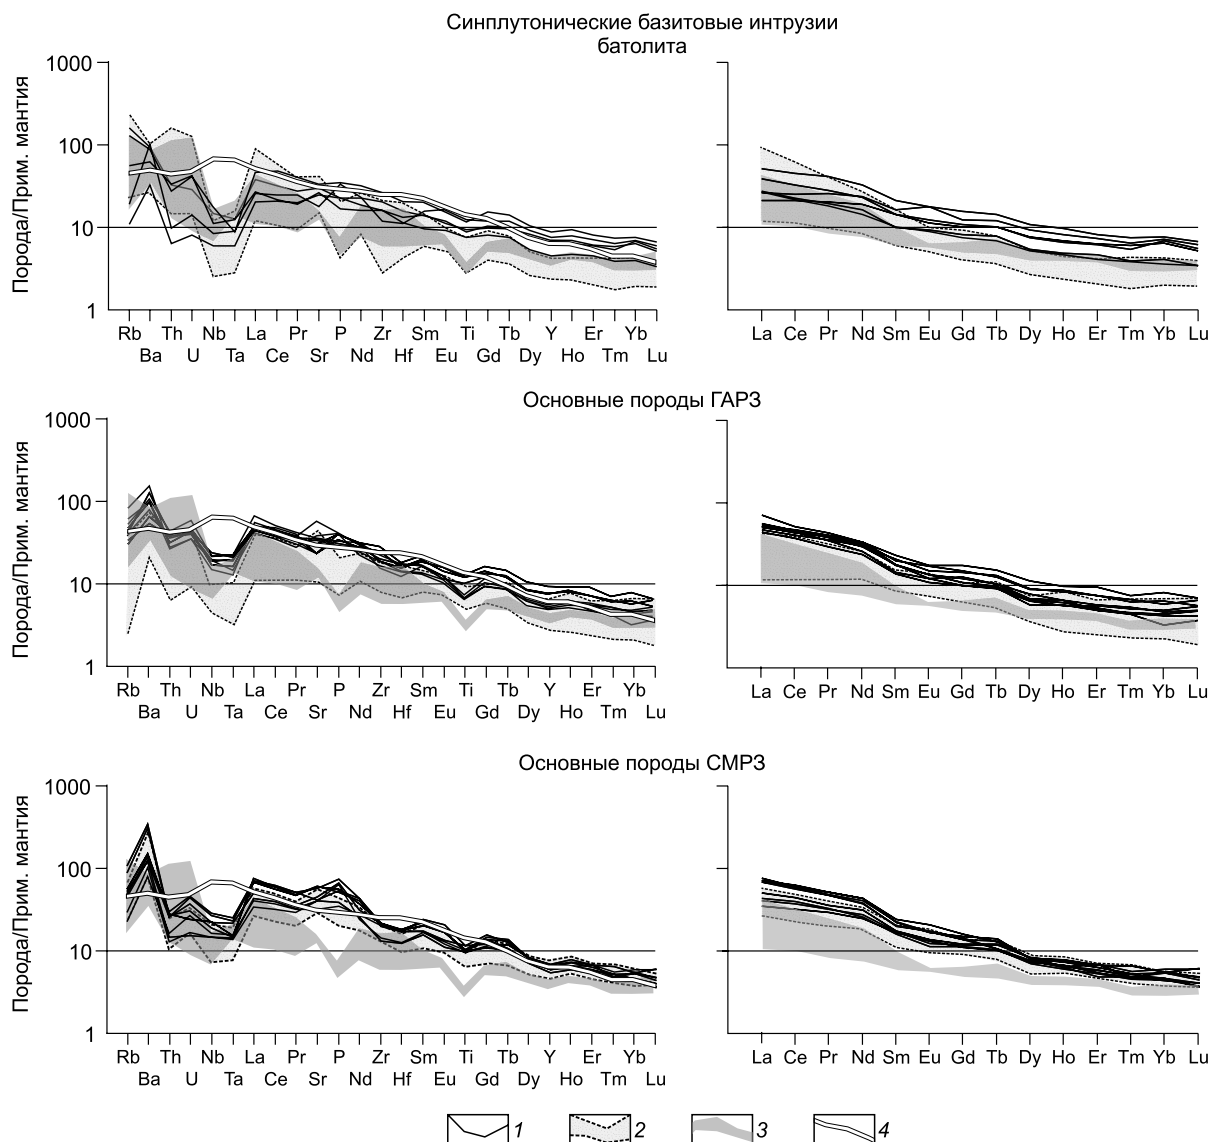 Синплутонические базитовые интрузии
батолита
Порода/Прим. мантия
1000
100
10
1
Rb Th Nb La Pr P Zr Sm Ti Tb Y Er Yb
Ba U Ta Ce Sr Nd Hf Eu Gd Dy Ho Tm Lu
La Ce Pr Nd Sm Eu Gd Tb Dy Ho Er Tm Yb Lu
Основные породы ГАРЗ
Порода/Прим. мантия
1000
100
10
1
Rb Th Nb La Pr P Zr Sm Ti Tb Y Er Yb
Ba U Ta Ce Sr Nd Hf Eu Gd Dy Ho Tm Lu
La Ce Pr Nd Sm Eu Gd Tb Dy Ho Er Tm Yb Lu
Основные породы СМРЗ
Порода/Прим. мантия
1000
100
10
1
Rb Th Nb La Pr P Zr Sm Ti Tb Y Er Yb
Ba U Ta Ce Sr Nd Hf Eu Gd Dy Ho Tm Lu
La Ce Pr Nd Sm Eu Gd Tb Dy Ho Er Tm Yb Lu
1 2 3 4